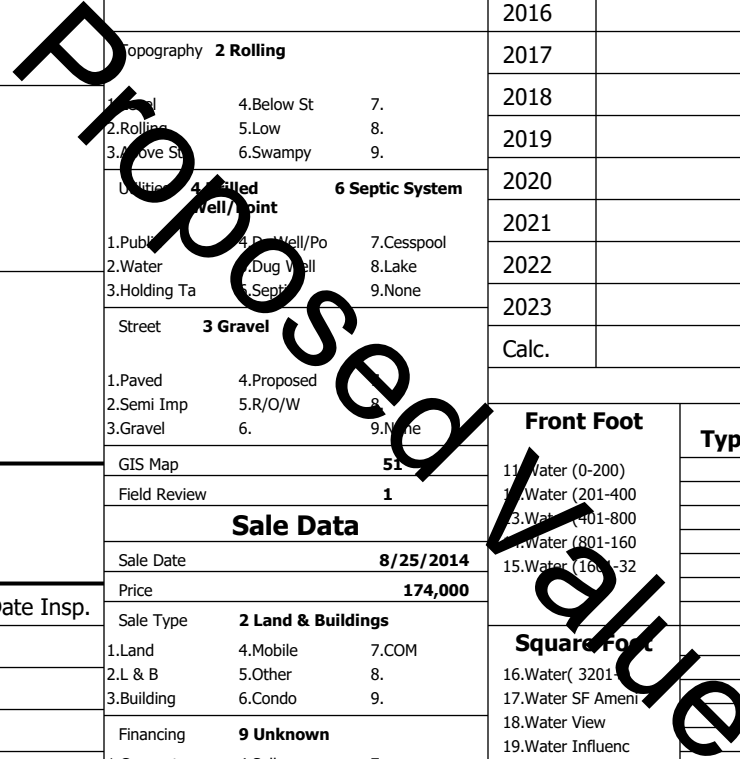 Proposed Value
Topography 2 Rolling
4.Below St 7.
2.Rolling 5.Low 8.
3.Above St 6.Swampy 9.
Utilities 4 Drilled 6 Septic System
Well/Point
1.Public 4.Dr Well/Po 7.Cesspool
2.Water 5.Dug Well 8.Lake
3.Holding Ta 6.Septic 9.None
Street 3 Gravel
1.Paved 4.Proposed
2.Semi Imp 5.R/O/W 8.
3.Gravel 6. 9.None
GIS Map 51
Field Review 1
Sale Data
Sale Date 8/25/2014
Price 174,000
Sale Type 2 Land & Buildings
1.Land 4.Mobile 7.COM
2.L & B 5.Other 8.
3.Building 6.Condo 9.
Financing 9 Unknown
Date Insp.
2016
2017
2018
2019
2020
2021
2022
2023
Calc.
Front Foot
Typ
11.Water (0-200)
12.Water (201-400
13.Water (401-800
14.Water (801-160
15.Water (1601-32
Square Foot
16.Water( 3201-
17.Water SF Ameni
18.Water View
19.Water Influenc